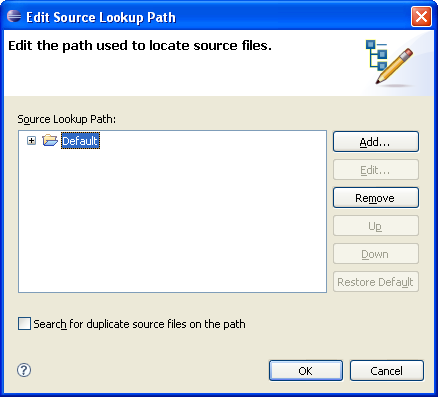 Edit Source Lookup Path
Edit the path used to locate source files.
Source Lookup Path:
Default
Add...
Edit...
Remove
Up
Down
Restore Default
Search for duplicate source files on the path
?
OK
Cancel